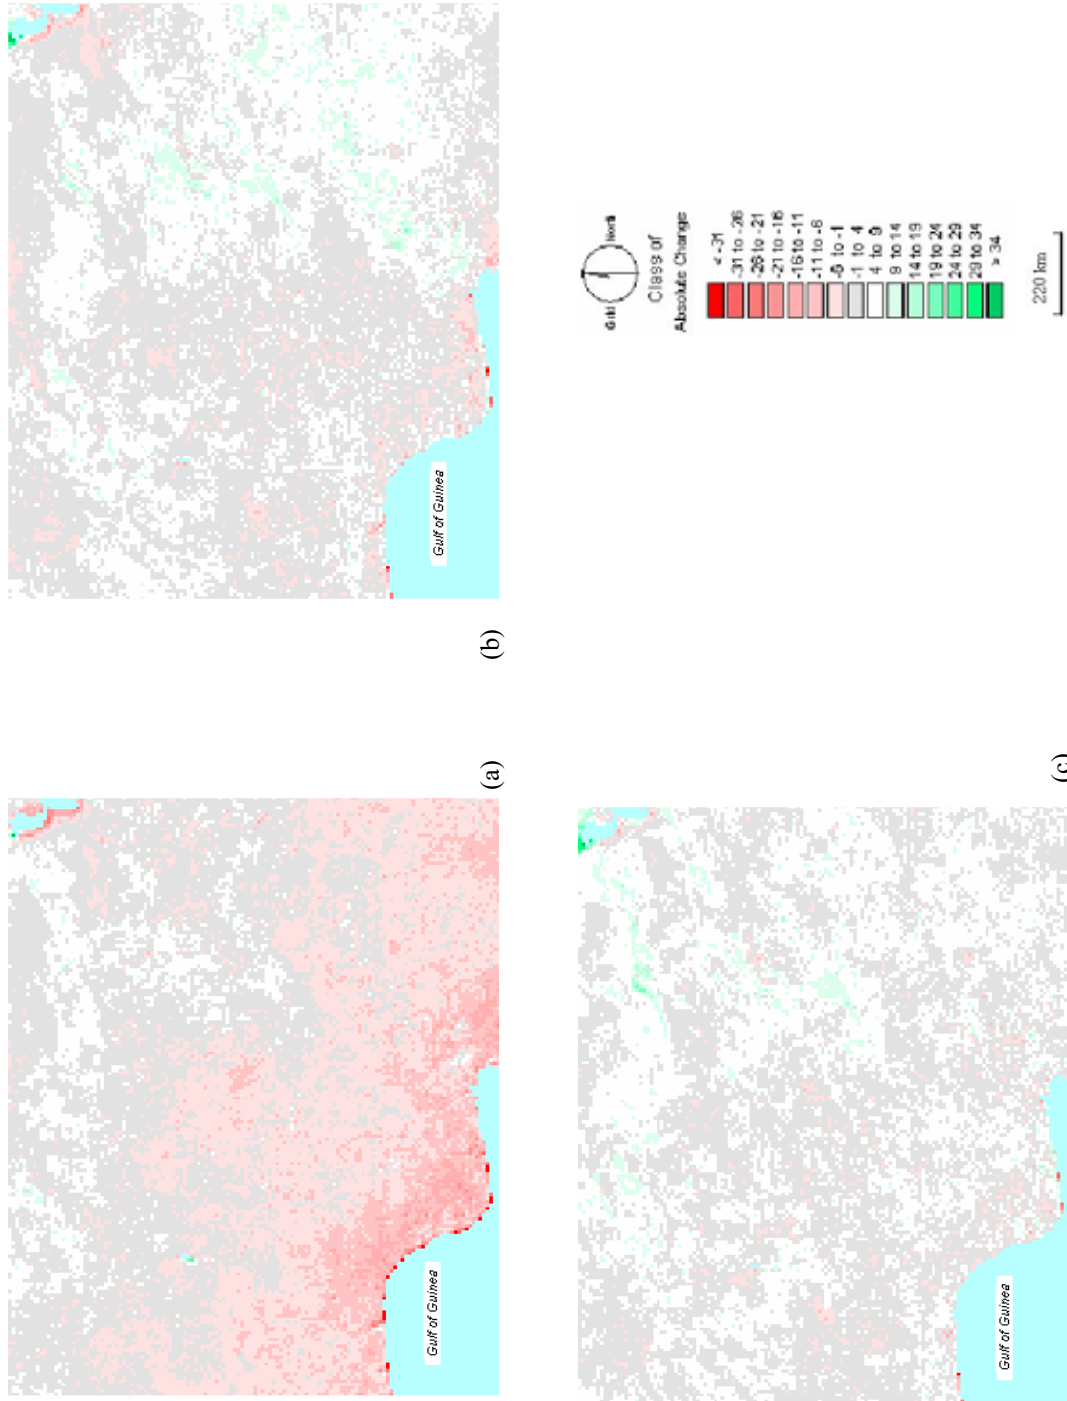 (a)
Gulf of Guinea
(b)
Gulf of Guinea
(c)
Gulf of Guinea
Grid
North
Class of
Absolute Change
< -31
-31 to -26
-26 to -21
-21 to -16
-16 to -11
-11 to -6
-5 to -1
-1 to 4
4 to 9
9 to 14
14 to 19
19 to 24
24 to 29
29 to 34
> 34
220 km